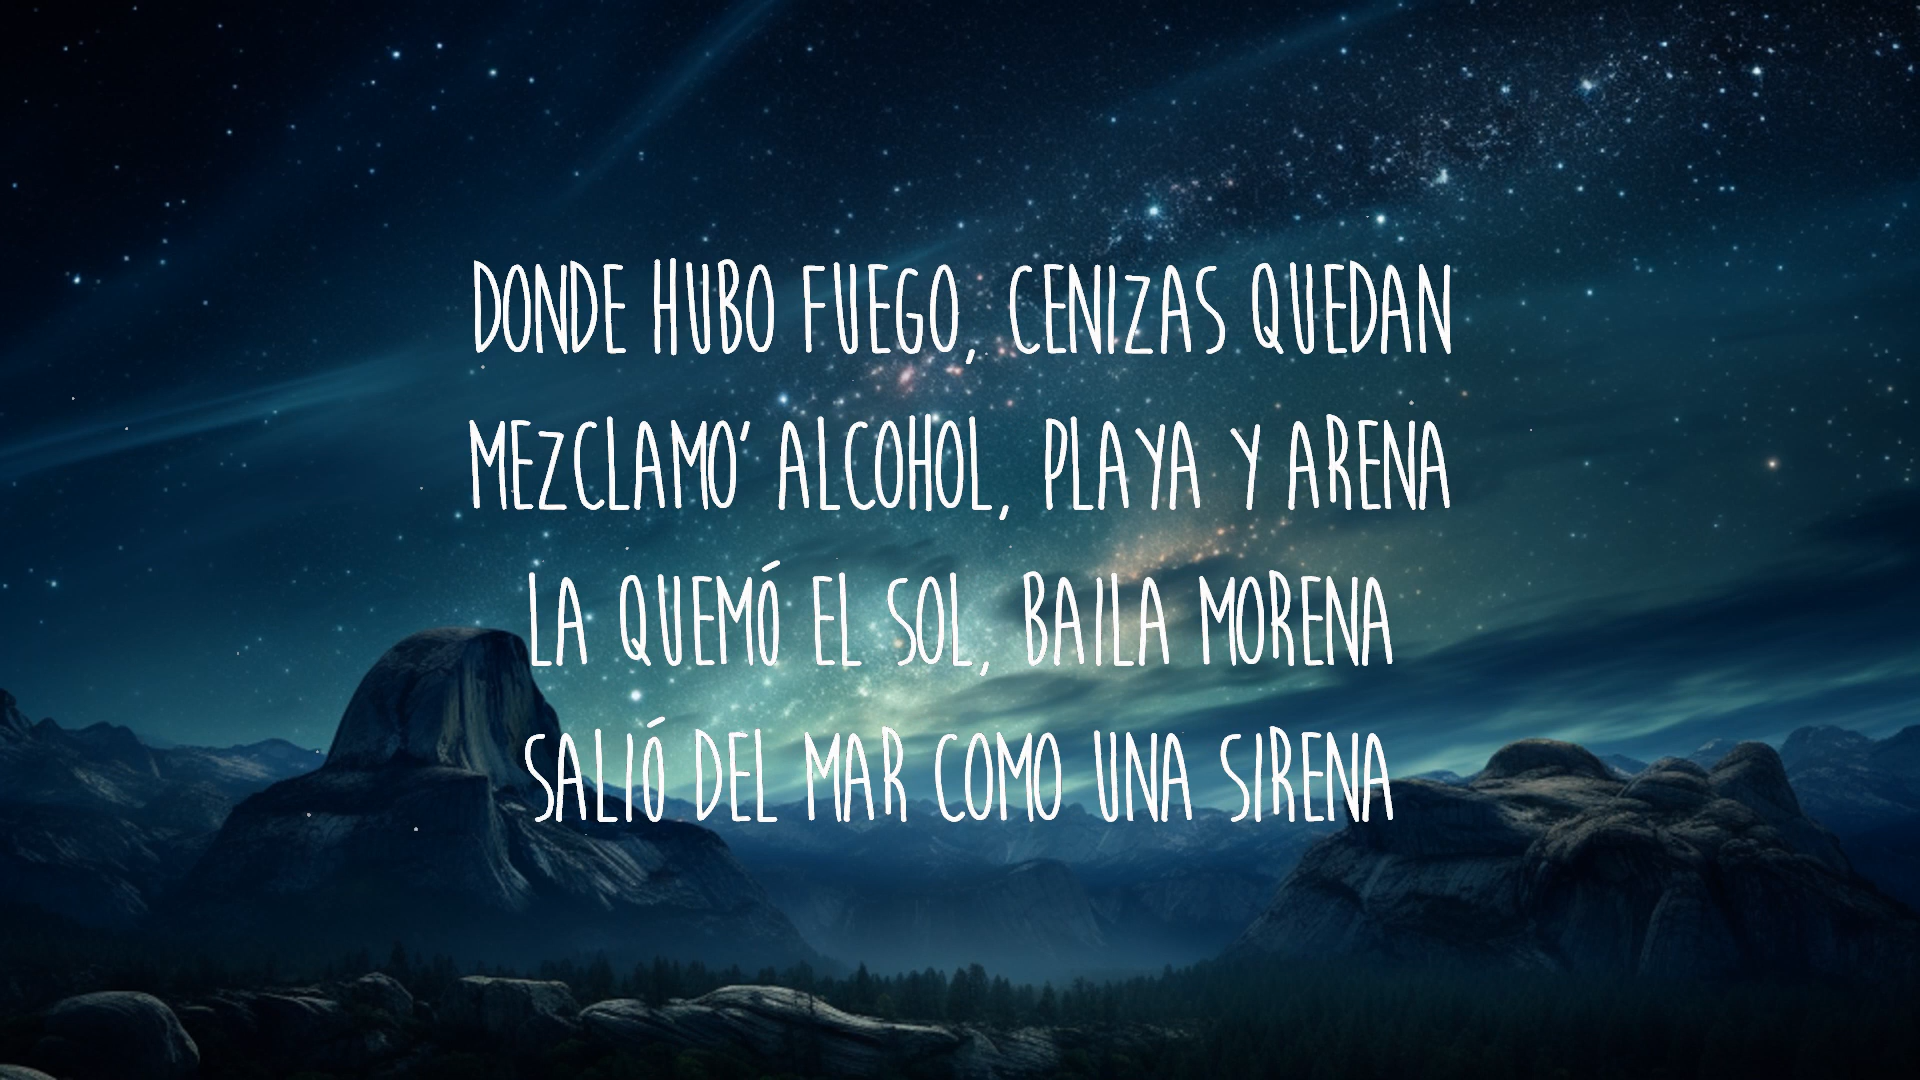 DONDE HUBO FUEGO, CENIZAS QUEDAN
MEZCLAMO' ALCOHOL, PLAYA Y ARENA
LA QUEMÓ EL SOL, BAILA MORENA
SALIÓ DEL MAR COMO UNA SIRENA